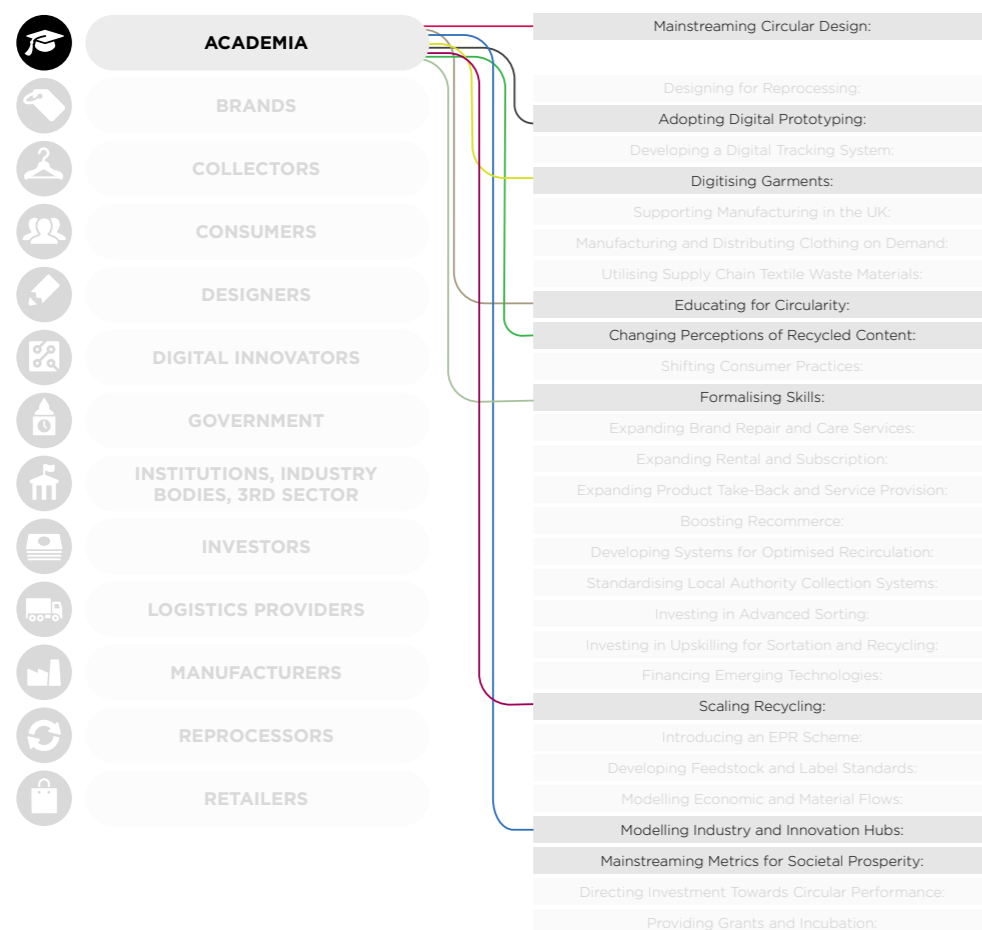 ACADEMIA
BRANDS
COLLECTORS
CONSUMERS
DESIGNERS
DIGITAL INNOVATORS
GOVERNMENT
INSTITUTIONS, INDUSTRY
BODIES, 3RD SECTOR
INVESTORS
LOGISTICS PROVIDERS
MANUFACTURERS
REPROCESSORS
RETAILERS
Mainstreaming Circular Design:
Designing for Reprocessing:
Adopting Digital Prototyping:
Developing a Digital Tracking System:
Digitising Garments:
Supporting Manufacturing in the UK:
Manufacturing and Distributing Clothing on Demand:
Utilising Supply Chain Textile Waste Materials:
Educating for Circularity:
Changing Perceptions of Recycled Content:
Shifting Consumer Practices:
Formalising Skills:
Expanding Brand Repair and Care Services:
Expanding Rental and Subscription:
Expanding Product Take-Back and Service Provision:
Boosting Recommerce:
Developing Systems for Optimised Recirculation:
Standardising Local Authority Collection Systems:
Investing in Advanced Sorting:
Investing in Upskilling for Sortation and Recycling:
Financing Emerging Technologies:
Scaling Recycling:
Introducing an EPR Scheme:
Developing Feedstock and Label Standards:
Modelling Economic and Material Flows:
Modelling Industry and Innovation Hubs:
Mainstreaming Metrics for Societal Prosperity:
Directing Investment Towards Circular Performance:
Providing Grants and Incubation: